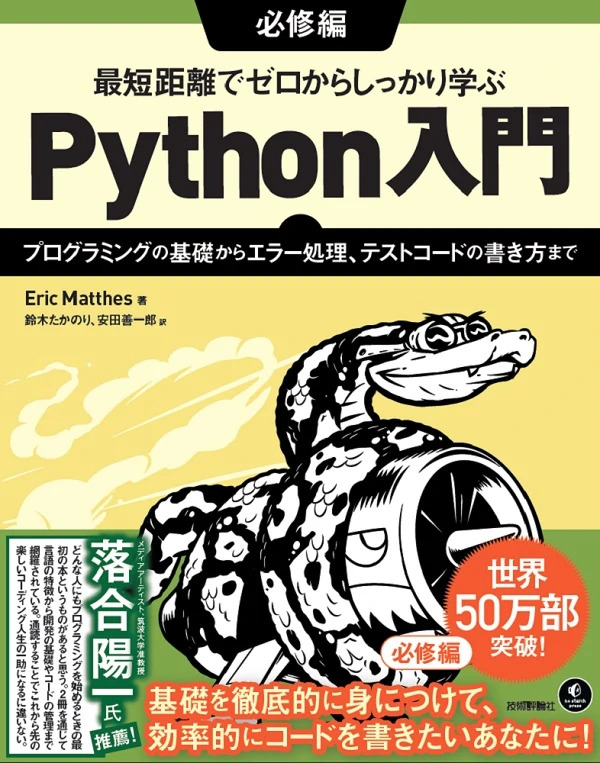 必修編
最短距離でゼロからしっかり学ぶ
Python入門
プログラミングの基礎からエラー処理、テストコードの書き方まで
Eric Matthes 著
鈴木たかのり、安田善一郎 訳
メディアアーティスト・筑波大学准教授
落合陽一氏
推薦!
どんな人にもプログラミングを始めるときの最
初の本というものがあると思う。2冊を通して
言語の特徴から開発の基礎やコードの管理まで
網羅されている。通読することでこれから先の
楽しいコーディング人生の一助になるに違いない。
世界
50万部
突破!
必修編
基礎を徹底的に身につけて、
効率的にコードを書きたいあなたに!
技術評論社
no starch
press